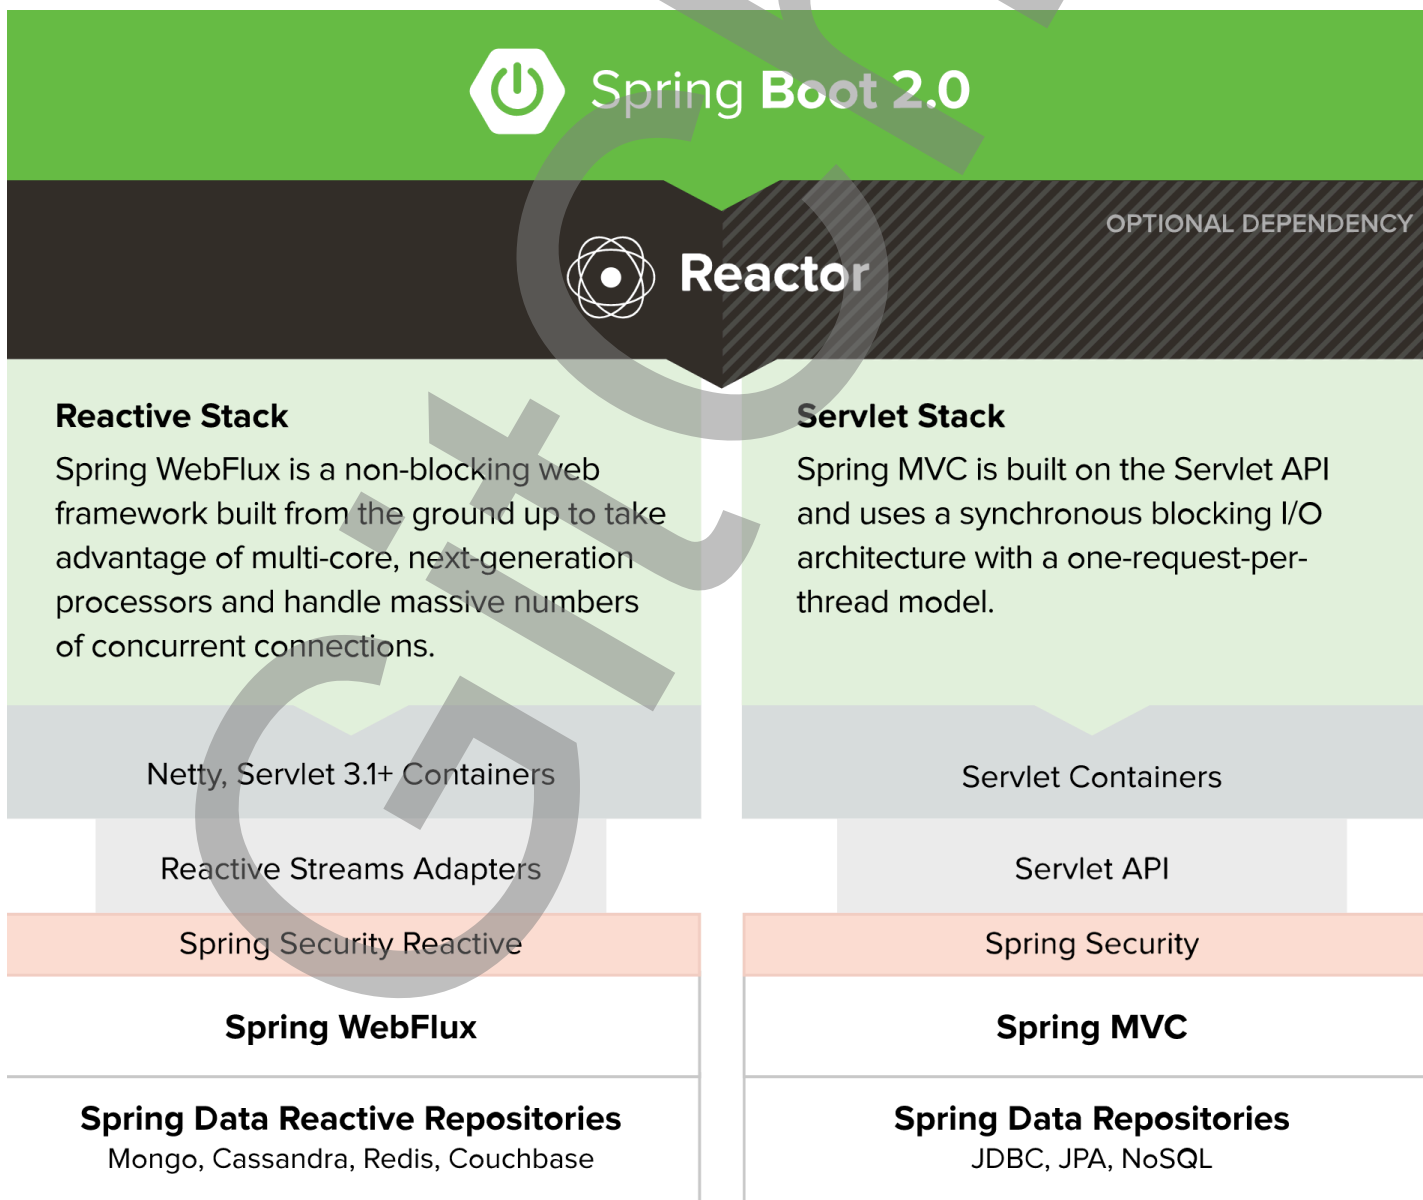 Spring Boot 2.0
OPTIONAL DEPENDENCY
Reactor
Reactive Stack
Spring WebFlux is a non-blocking web
framework built from the ground up to take
advantage of multi-core, next-generation
processors and handle massive numbers
of concurrent connections.
Servlet Stack
Spring MVC is built on the Servlet API
and uses a synchronous blocking I/O
architecture with a one-request-per-
thread model.
Netty, Servlet 3.1+ Containers
Servlet Containers
Reactive Streams Adapters
Servlet API
Spring Security Reactive
Spring Security
Spring WebFlux
Spring MVC
Spring Data Reactive Repositories
Mongo, Cassandra, Redis, Couchbase
Spring Data Repositories
JDBC, JPA, NoSQL